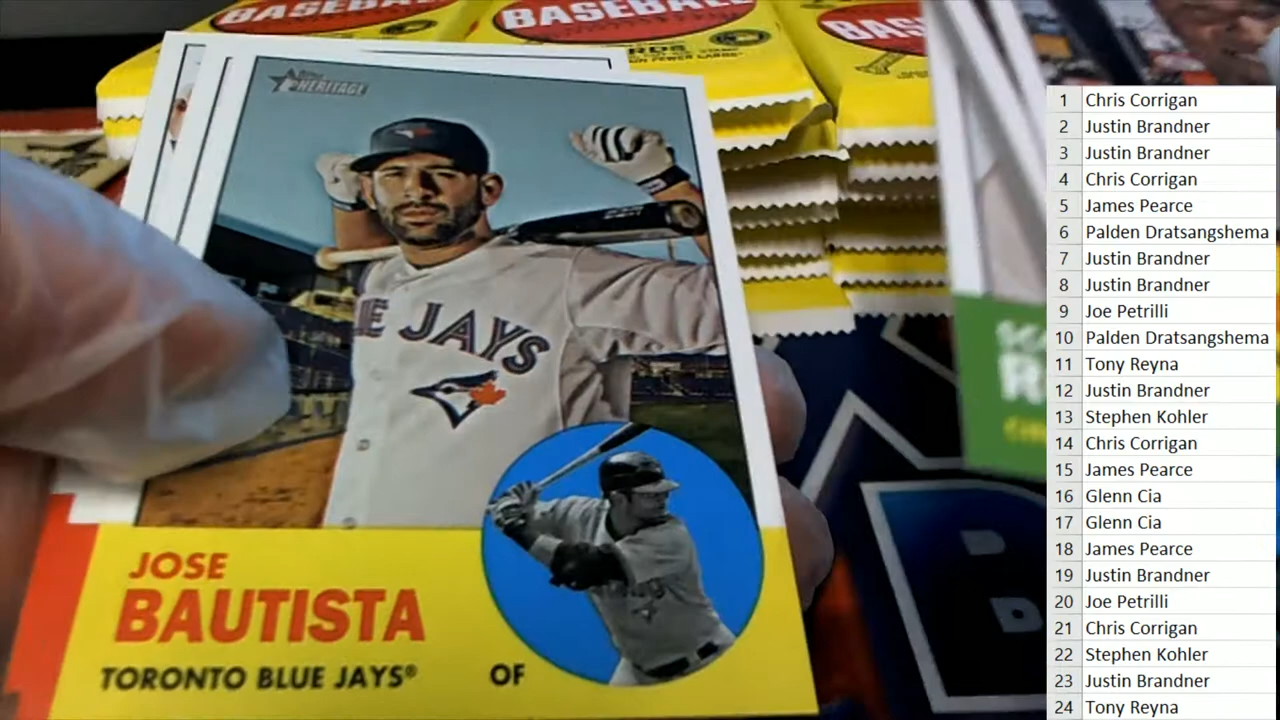 BASEBALL
BASEBALL
Topps HERITAGE
BLUE JAYS
JOSE
BAUTISTA
TORONTO BLUE JAYS® OF
1 Chris Corrigan
2 Justin Brandner
3 Justin Brandner
4 Chris Corrigan
5 James Pearce
6 Palden Dratsangshema
7 Justin Brandner
8 Justin Brandner
9 Joe Petrilli
10 Palden Dratsangshema
11 Tony Reyna
12 Justin Brandner
13 Stephen Kohler
14 Chris Corrigan
15 James Pearce
16 Glenn Cia
17 Glenn Cia
18 James Pearce
19 Justin Brandner
20 Joe Petrilli
21 Chris Corrigan
22 Stephen Kohler
23 Justin Brandner
24 Tony Reyna